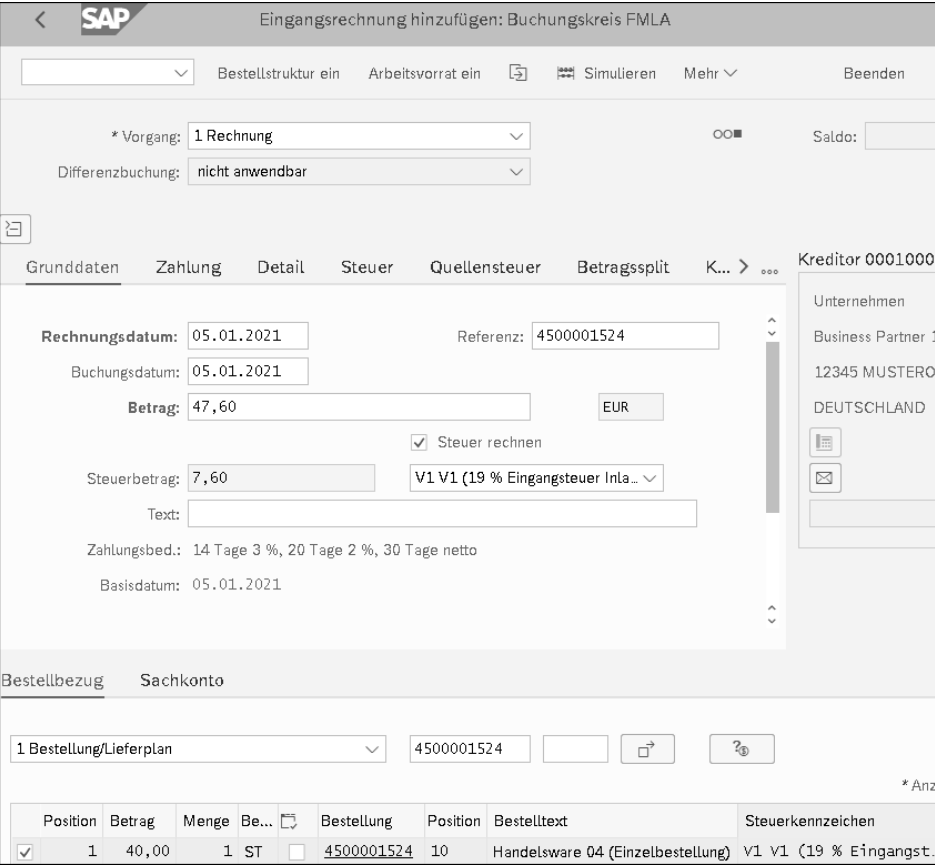 SAP Eingangsrechnung hinzufügen: Buchungskreis FMLA
Bestellstruktur ein Arbeitsvorrat ein Simulieren Mehr Beenden
* Vorgang: 1 Rechnung Saldo:
Differenzbuchung: nicht anwendbar
Grunddaten Zahlung Detail Steuer Quellensteuer Betragssplit K... Kreditor 0001000
Unternehmen
Rechnungsdatum: 05.01.2021 Referenz: 4500001524 Business Partner 1
Buchungsdatum: 05.01.2021 12345 MUSTERO
Betrag: 47,60 EUR DEUTSCHLAND
Steuer rechnen
Steuerbetrag: 7,60 V1 V1 (19 % Eingangsteuer Inla...
Text:
Zahlungsbed.: 14 Tage 3 %, 20 Tage 2 %, 30 Tage netto
Basisdatum: 05.01.2021
Bestellbezug Sachkonto
1 Bestellung/Lieferplan 4500001524
* Anz
Position Betrag Menge Be... Bestellung Position Bestelltext Steuerkennzeichen
1 40,00 1 ST 4500001524 10 Handelsware 04 (Einzelbestellung) V1 V1 (19 % Eingangst...